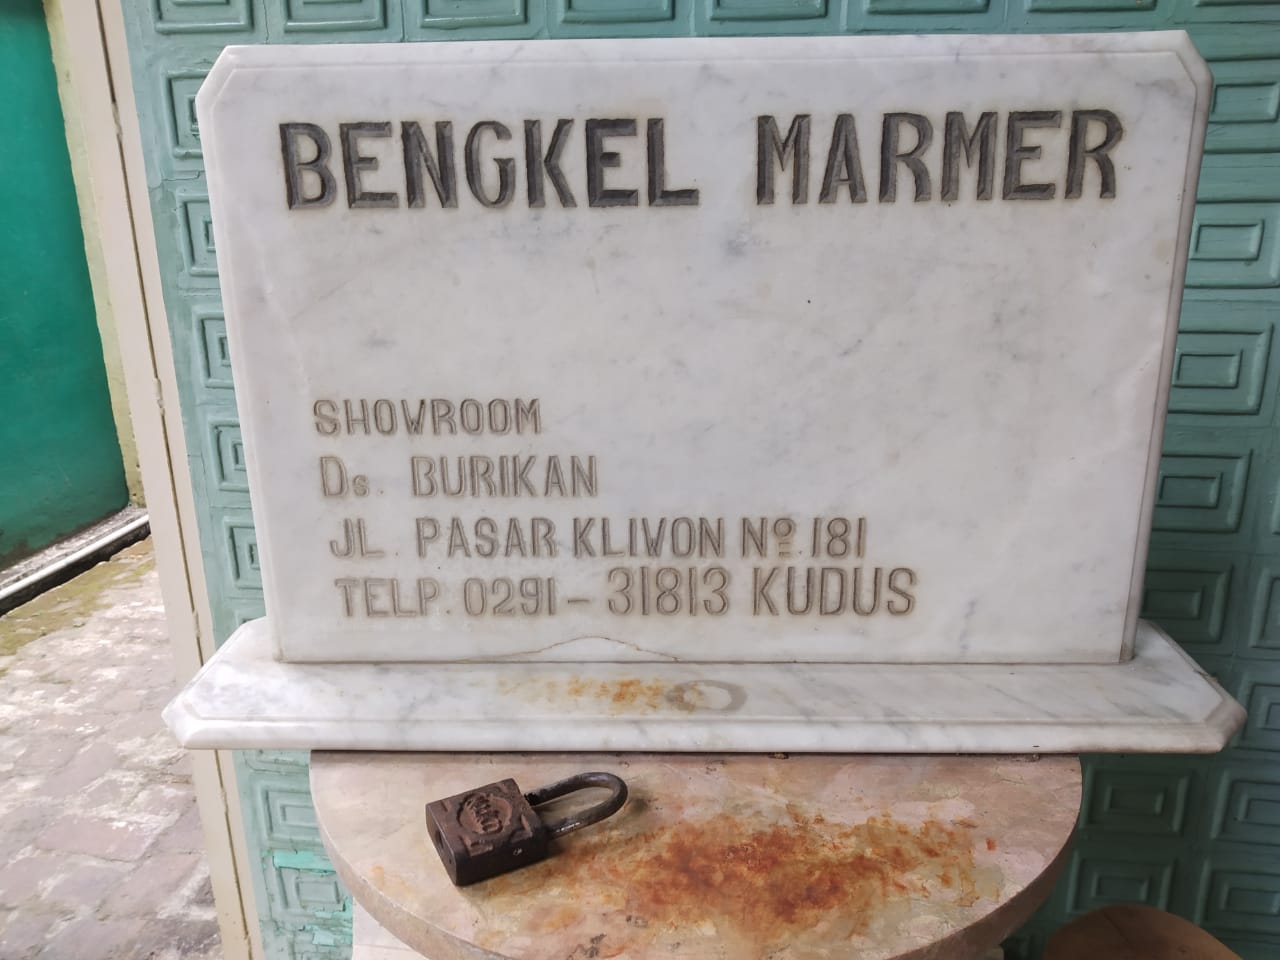 BENGKEL MARMER
SHOWROOM
Ds. BURIKAN
JL. PASAR KLIVON Nº 181
TELP. 0291 - 31813 KUDUS